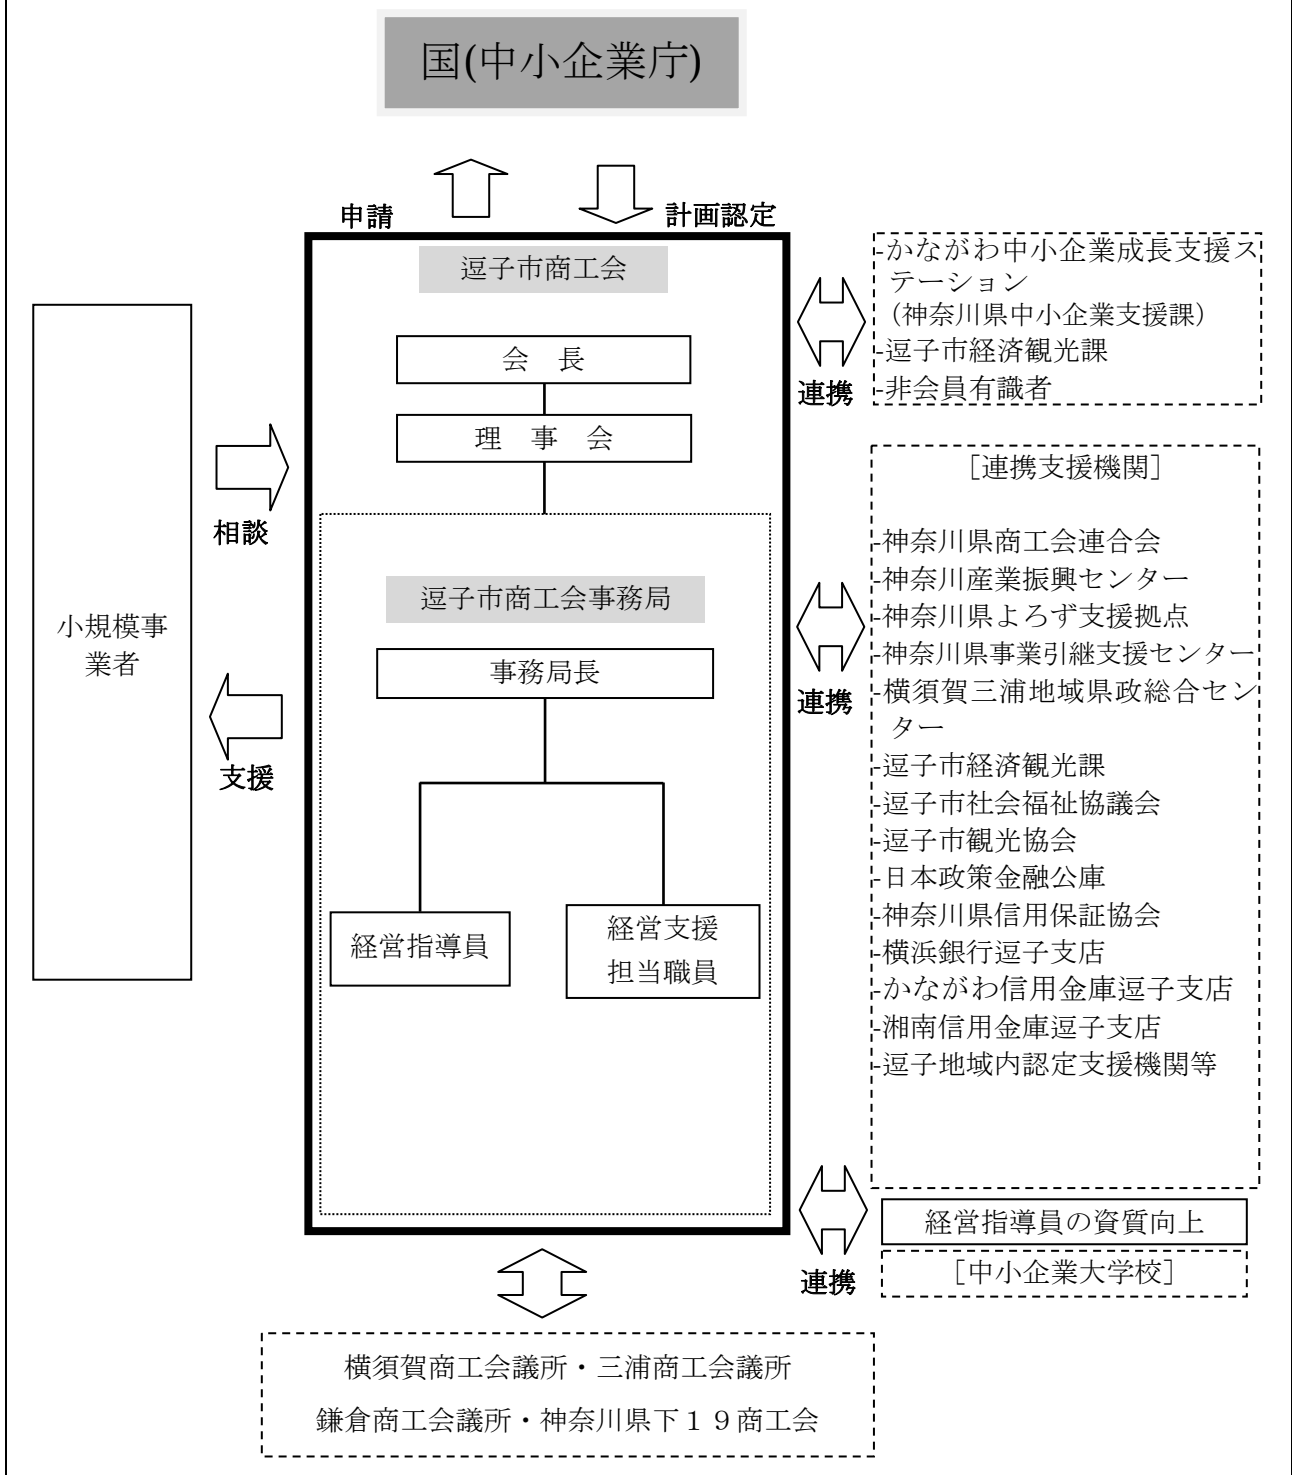 国(中小企業庁)
申請
計画認定
逗子市商工会
会　長
理　事　会
逗子市商工会事務局
事務局長
経営指導員
経営支援
担当職員
小規模事
業者
相談
支援
-かながわ中小企業成長支援ス
テーション
（神奈川県中小企業支援課）
-逗子市経済観光課
-非会員有識者
連携
［連携支援機関］
-神奈川県商工会連合会
-神奈川産業振興センター
-神奈川県よろず支援拠点
-神奈川県事業引継支援センター
-横須賀三浦地域県政総合セン
ター
-逗子市経済観光課
-逗子市社会福祉協議会
-逗子市観光協会
-日本政策金融公庫
-神奈川県信用保証協会
-横浜銀行逗子支店
-かながわ信用金庫逗子支店
-湘南信用金庫逗子支店
-逗子地域内認定支援機関等
連携
経営指導員の資質向上
［中小企業大学校］
連携
横須賀商工会議所・三浦商工会議所
鎌倉商工会議所・神奈川県下１９商工会